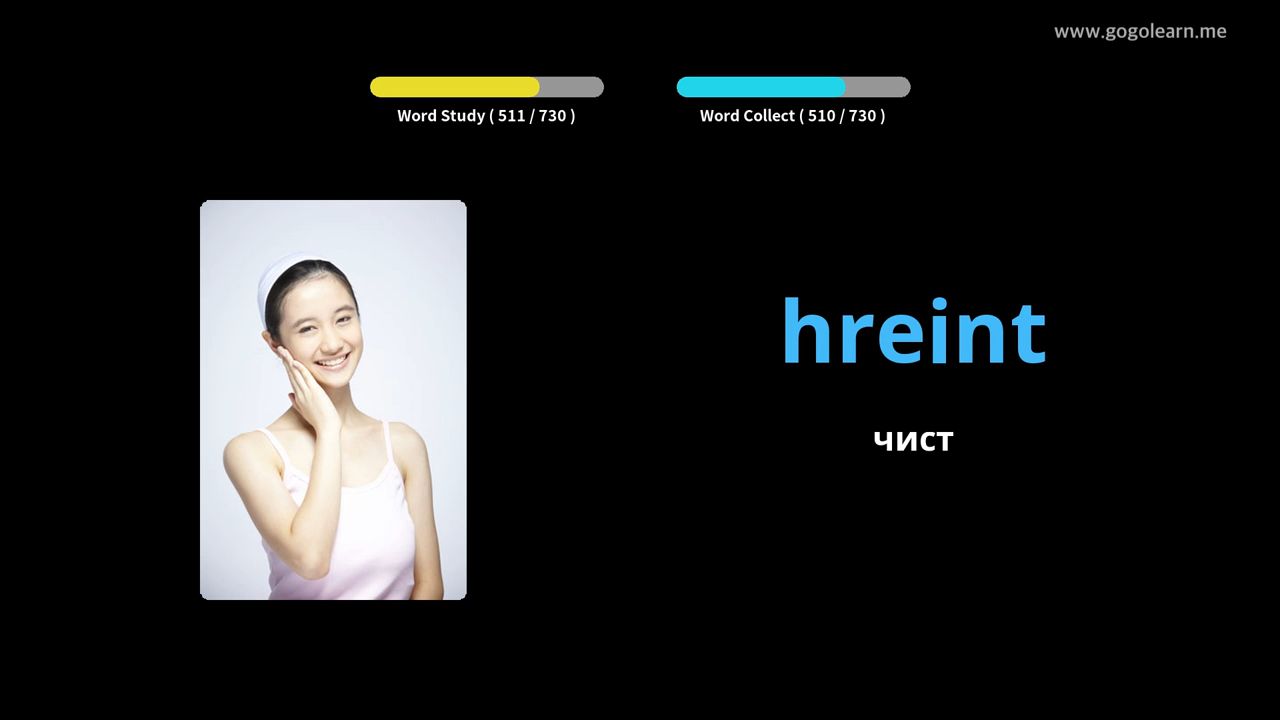 www.gogolearn.me
Word Study ( 511 / 730 )
Word Collect ( 510 / 730 )
hreint
чист